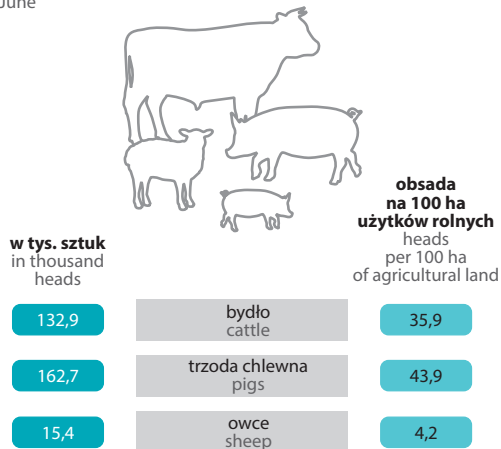 June
obsada
na 100 ha
użytków rolnych
heads
per 100 ha
of agricultural land
w tys. sztuk
in thousand
heads
132,9
bydło
cattle
35,9
162,7
trzoda chlewna
pigs
43,9
15,4
owce
sheep
4,2